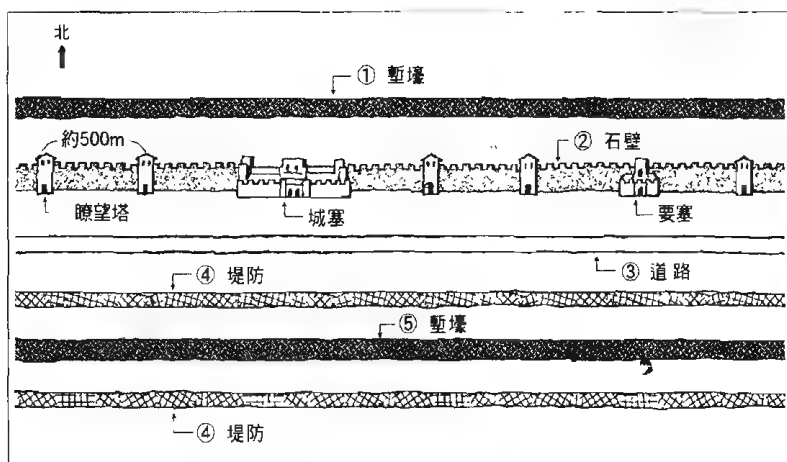 北
① 塹壕
約500m
② 石壁
瞭望塔
城塞
要塞
③ 道路
④ 堤防
⑤ 塹壕
④ 堤防